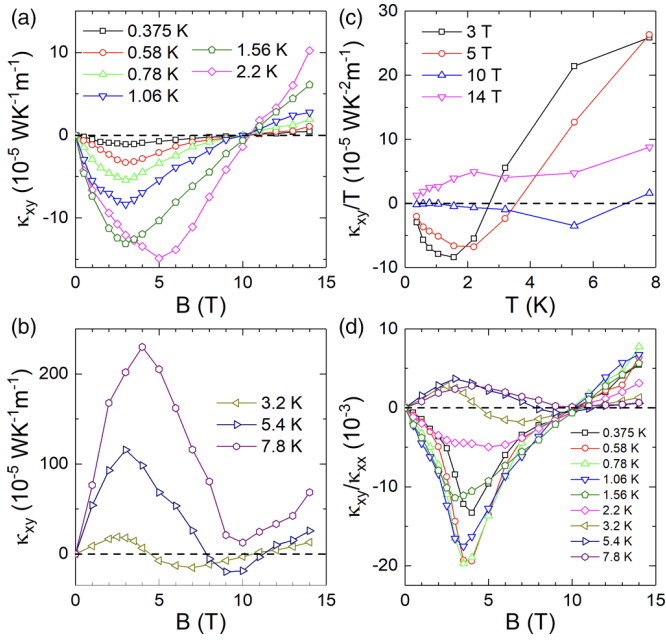 (a)
0.375 K
0.58 K
0.78 K
1.06 K
1.56 K
2.2 K
10
0
-10
0 5 10 15
κxy (10⁻⁵ WK⁻¹m⁻¹)
B (T)
(c)
3 T
5 T
10 T
14 T
30
20
10
0
-10
0 2 4 6 8
κxy/T (10⁻⁵ WK⁻²m⁻¹)
T (K)
(b)
3.2 K
5.4 K
7.8 K
200
100
0
0 5 10 15
κxy (10⁻⁵ WK⁻¹m⁻¹)
B (T)
(d)
0.375 K
0.58 K
0.78 K
1.06 K
1.56 K
2.2 K
3.2 K
5.4 K
7.8 K
10
0
-10
-20
0 5 10 15
κxy/κxx (10⁻³)
B (T)